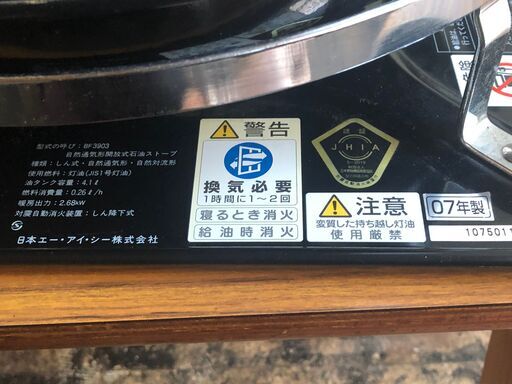 型式の呼び：BF3903
自然通気形開放式石油ストーブ
種類：しん式・自然通気形・自然対流形
使用燃料：灯油(JIS1号灯油)
油タンク容量：4.1ℓ
燃料消費量：0.26ℓ/h
暖房出力：2.68kW
対震自動消火装置：しん降下式
日本エー・アイ・シー株式会社
警告
換気必要
1時間に1～2回
寝るとき消火
給油時消火
認証
JHIA
注意
変質した持ち越し灯油
使用厳禁
07年製
1075011